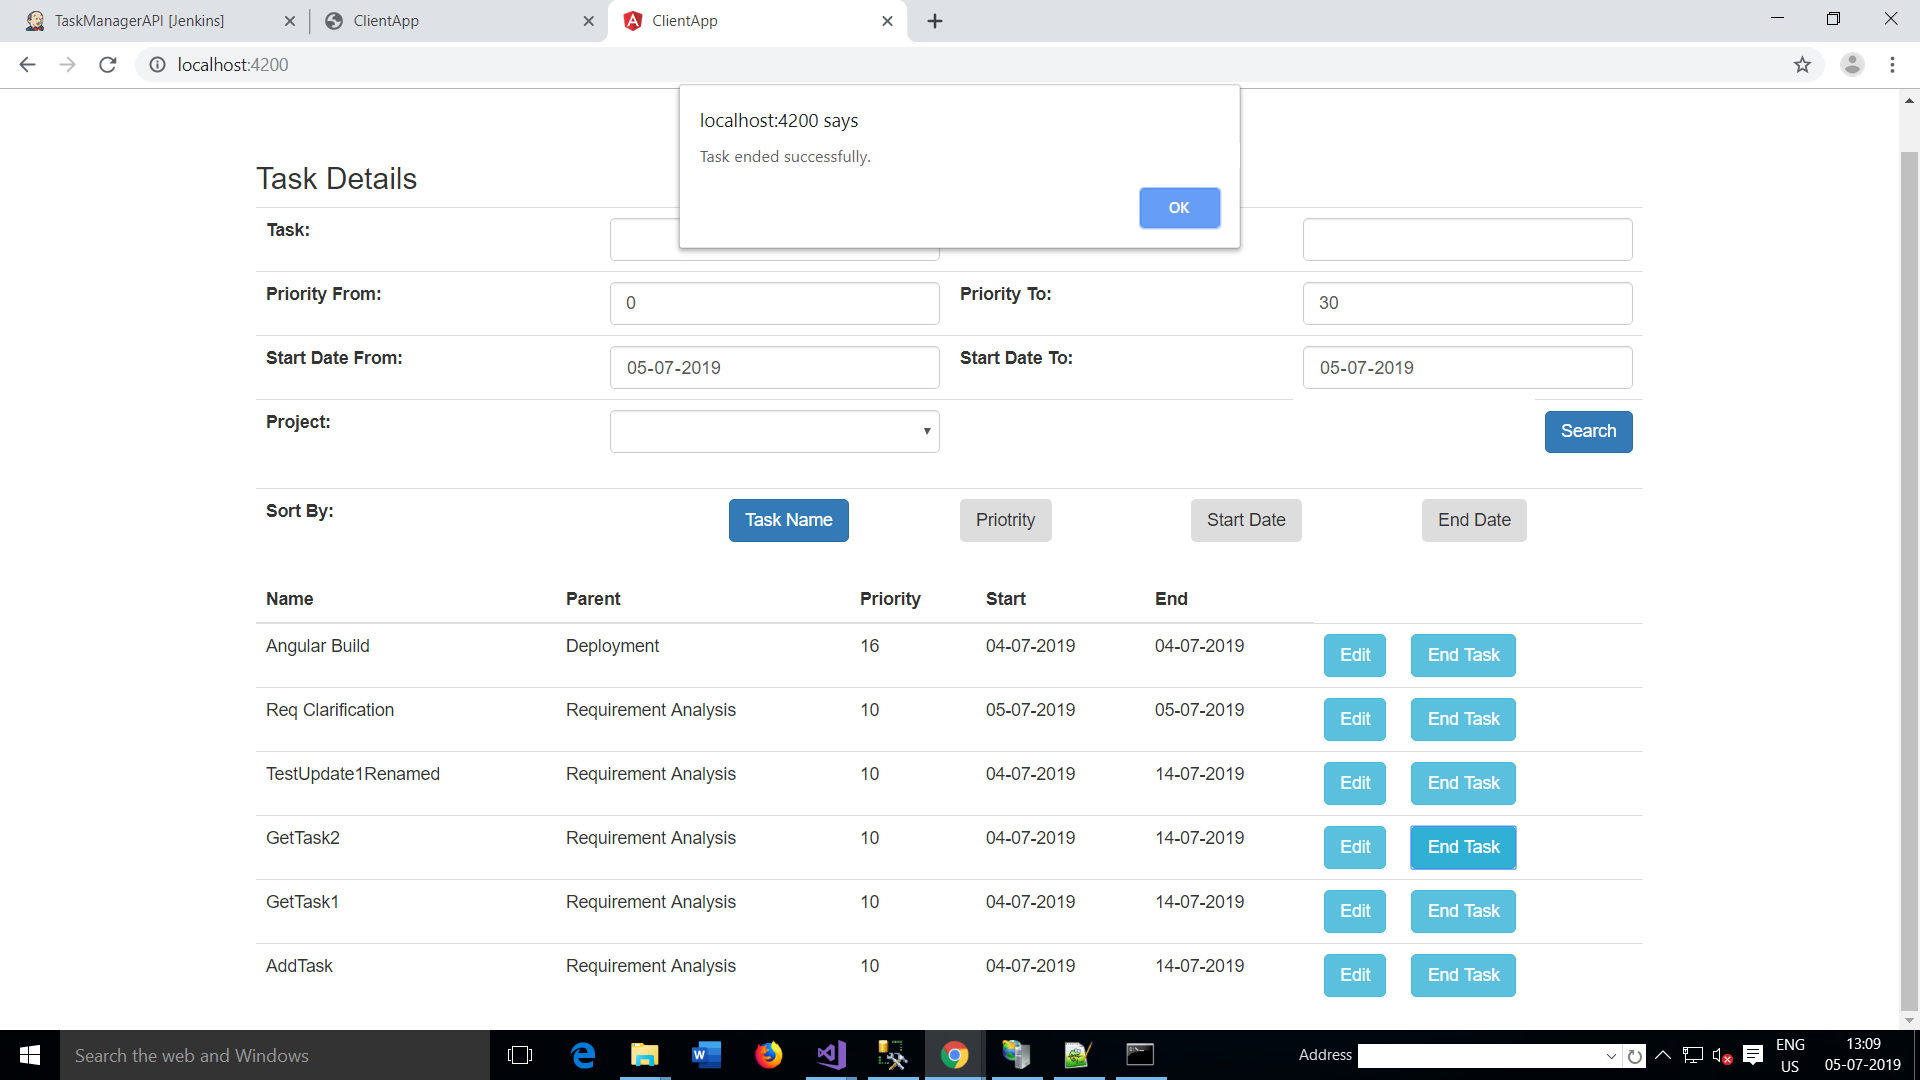 TaskManagerAPI [Jenkins]
ClientApp
ClientApp
localhost:4200
localhost:4200 says
Task ended successfully.
OK
Task Details
Task:
Priority From:
0
Priority To:
30
Start Date From:
05-07-2019
Start Date To:
05-07-2019
Project:
Search
Sort By:
Task Name
Priotrity
Start Date
End Date
Name Parent Priority Start End
Angular Build Deployment 16 04-07-2019 04-07-2019 Edit End Task
Req Clarification Requirement Analysis 10 05-07-2019 05-07-2019 Edit End Task
TestUpdate1Renamed Requirement Analysis 10 04-07-2019 14-07-2019 Edit End Task
GetTask2 Requirement Analysis 10 04-07-2019 14-07-2019 Edit End Task
GetTask1 Requirement Analysis 10 04-07-2019 14-07-2019 Edit End Task
AddTask Requirement Analysis 10 04-07-2019 14-07-2019 Edit End Task
Search the web and Windows
Address
ENG
US
13:09
05-07-2019